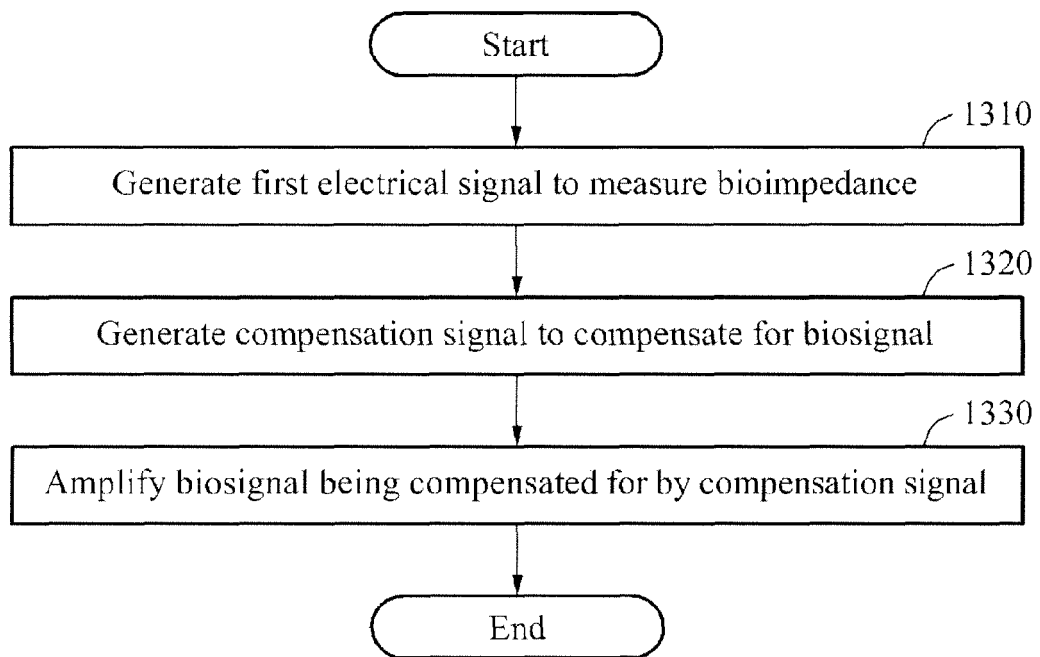 Start
1310
Generate first electrical signal to measure bioimpedance
1320
Generate compensation signal to compensate for biosignal
1330
Amplify biosignal being compensated for by compensation signal
End